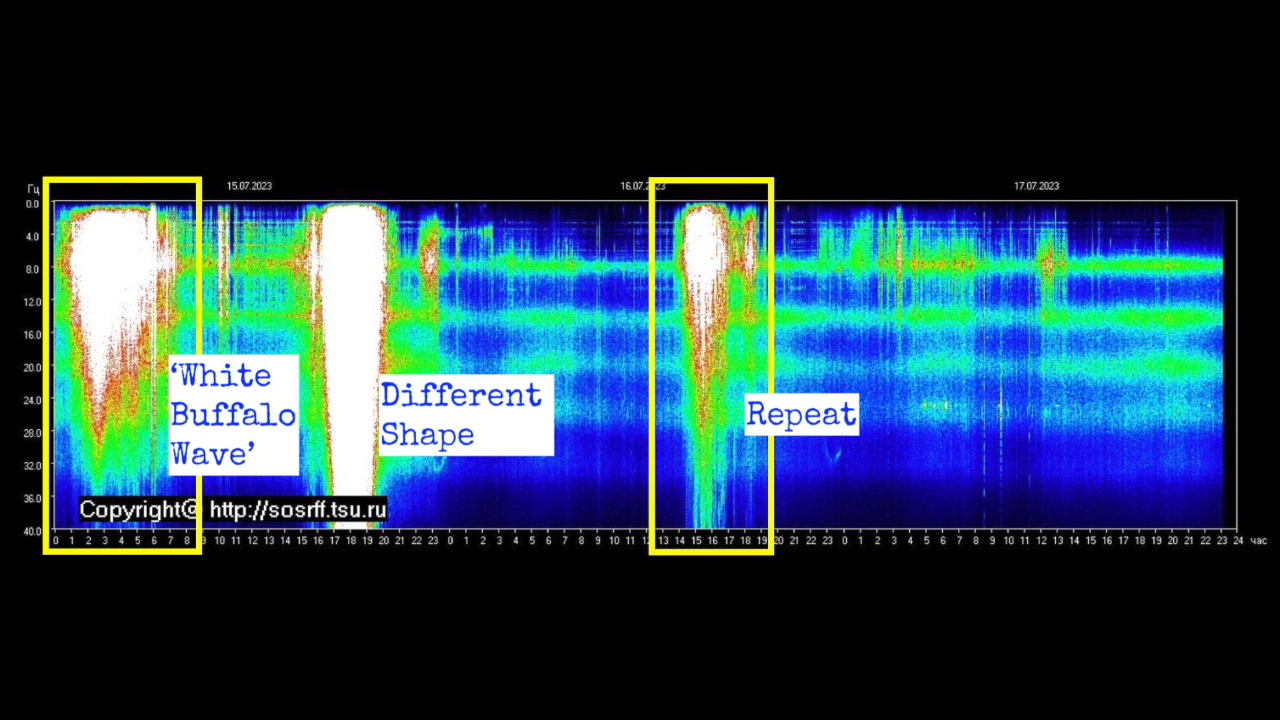 15.07.2023
16.07.2023
17.07.2023
Гц
0.0
4.0
8.0
12.0
16.0
20.0
24.0
28.0
32.0
36.0
40.0
‘White
Buffalo
Wave’
Different
Shape
Repeat
Copyright© http://sosrff.tsu.ru
0 1 2 3 4 5 6 7 8 9 10 11 12 13 14 15 16 17 18 19 20 21 22 23 0 1 2 3 4 5 6 7 8 9 10 11 12 13 14 15 16 17 18 19 20 21 22 23 0 1 2 3 4 5 6 7 8 9 10 11 12 13 14 15 16 17 18 19 20 21 22 23 24 час